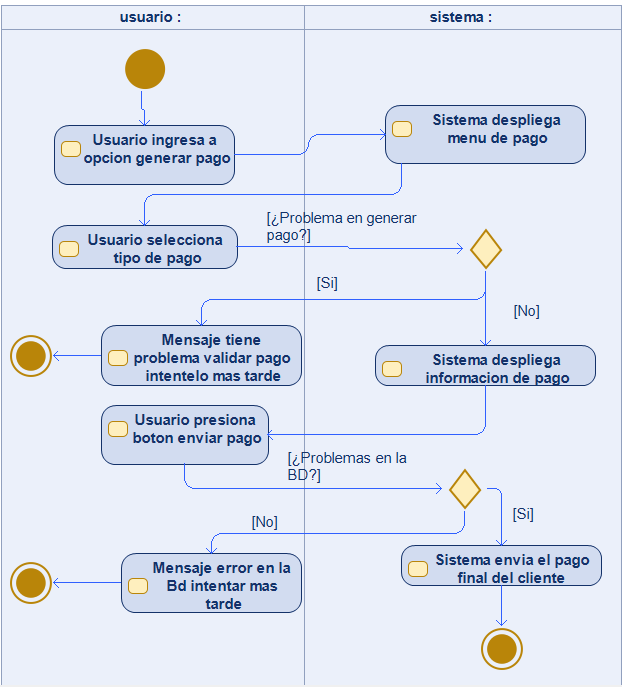 usuario :
sistema :
Usuario ingresa a
opcion generar pago
Sistema despliega
menu de pago
Usuario selecciona
tipo de pago
[¿Problema en generar
pago?]
[Si]
[No]
Mensaje tiene
problema validar pago
intentelo mas tarde
Sistema despliega
informacion de pago
Usuario presiona
boton enviar pago
[¿Problemas en la
BD?]
[No]
[Si]
Mensaje error en la
Bd intentar mas
tarde
Sistema envia el pago
final del cliente